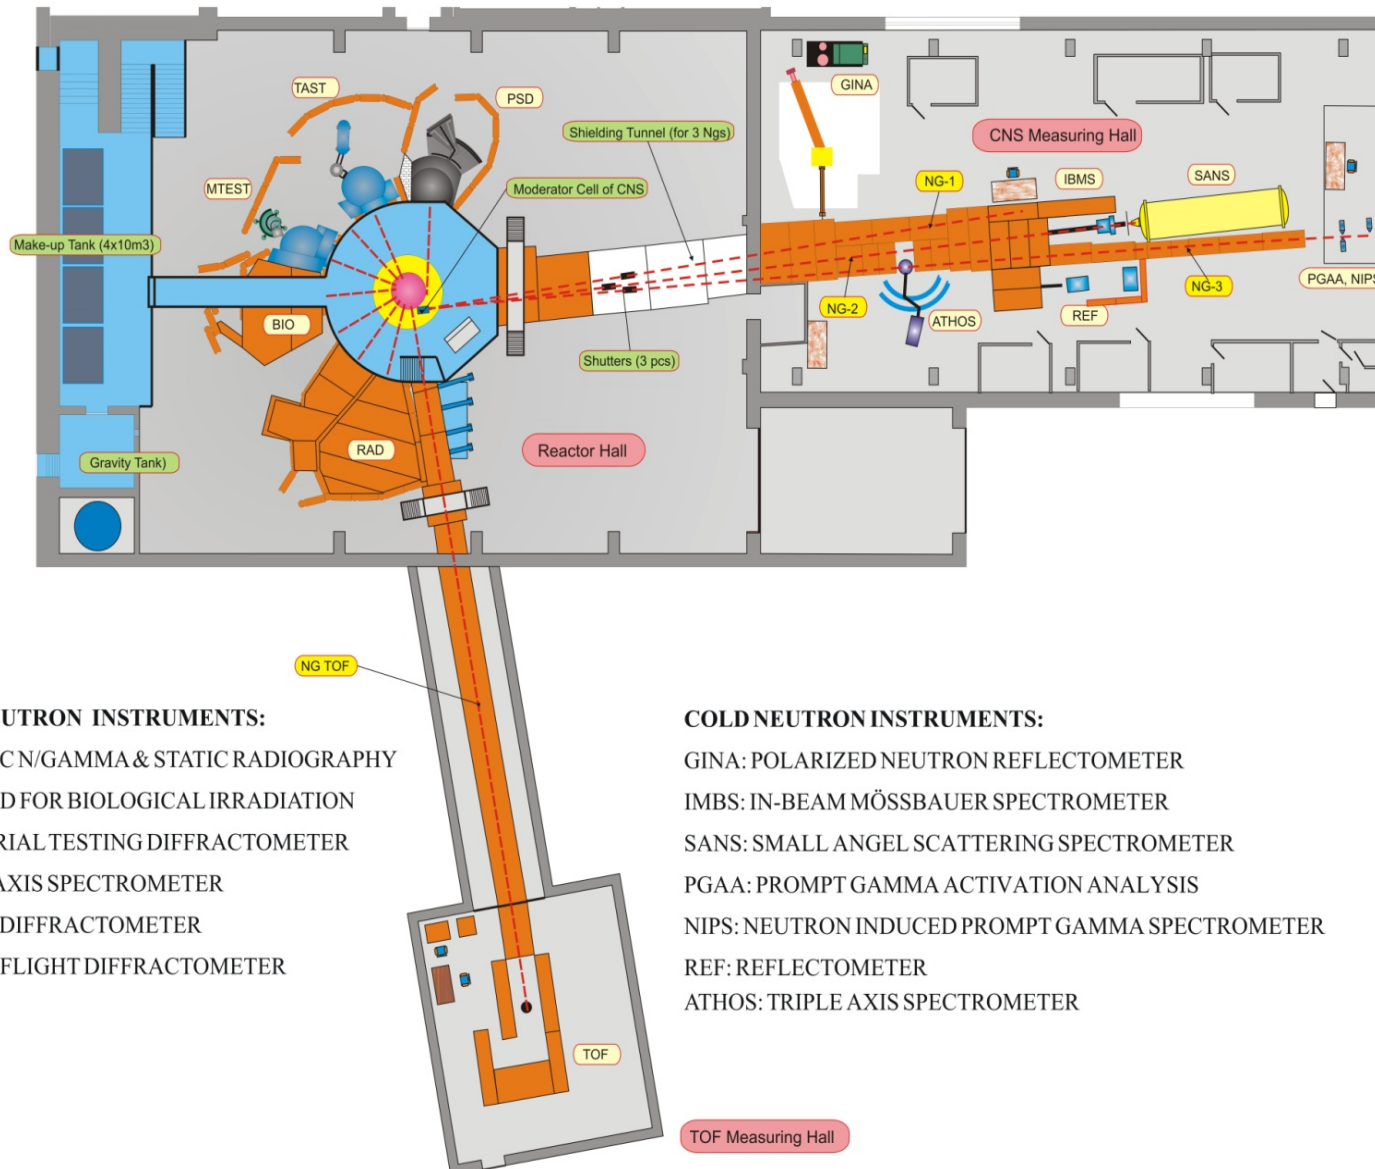 TAST
PSD
GINA
Shielding Tunnel (for 3 Ngs)
CNS Measuring Hall
MTEST
Moderator Cell of CNS
NG-1
IBMS
SANS
Make-up Tank (4x10m3)
PGAA, NIPS
NG-2
NG-3
BIO
ATHOS
REF
Shutters (3 pcs)
RAD
Reactor Hall
Gravity Tank)
NG TOF
UTRON INSTRUMENTS:
C N/GAMMA & STATIC RADIOGRAPHY
D FOR BIOLOGICAL IRRADIATION
RIAL TESTING DIFFRACTOMETER
AXIS SPECTROMETER
DIFFRACTOMETER
FLIGHT DIFFRACTOMETER
COLD NEUTRON INSTRUMENTS:
GINA: POLARIZED NEUTRON REFLECTOMETER
IMBS: IN-BEAM MÖSSBAUER SPECTROMETER
SANS: SMALL ANGEL SCATTERING SPECTROMETER
PGAA: PROMPT GAMMA ACTIVATION ANALYSIS
NIPS: NEUTRON INDUCED PROMPT GAMMA SPECTROMETER
REF: REFLECTOMETER
ATHOS: TRIPLE AXIS SPECTROMETER
TOF
TOF Measuring Hall